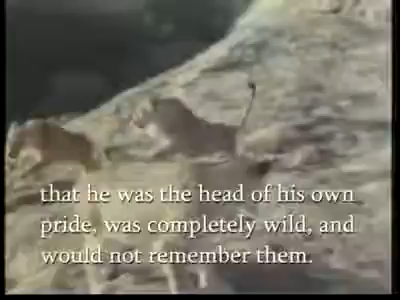 that he was the head of his own
pride, was completely wild, and
would not remember them.